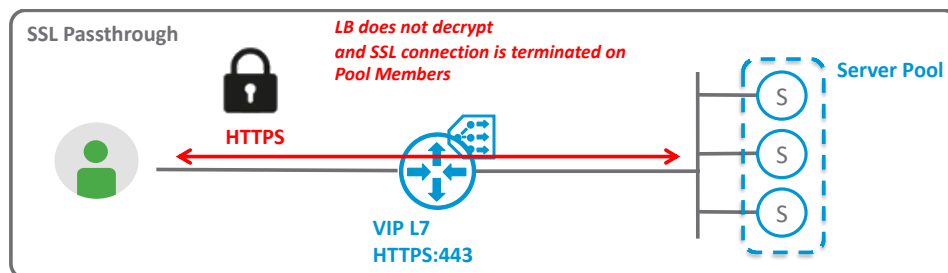 SSL Passthrough
LB does not decrypt
and SSL connection is terminated on
Pool Members
Server Pool
HTTPS
S
S
S
VIP L7
HTTPS:443